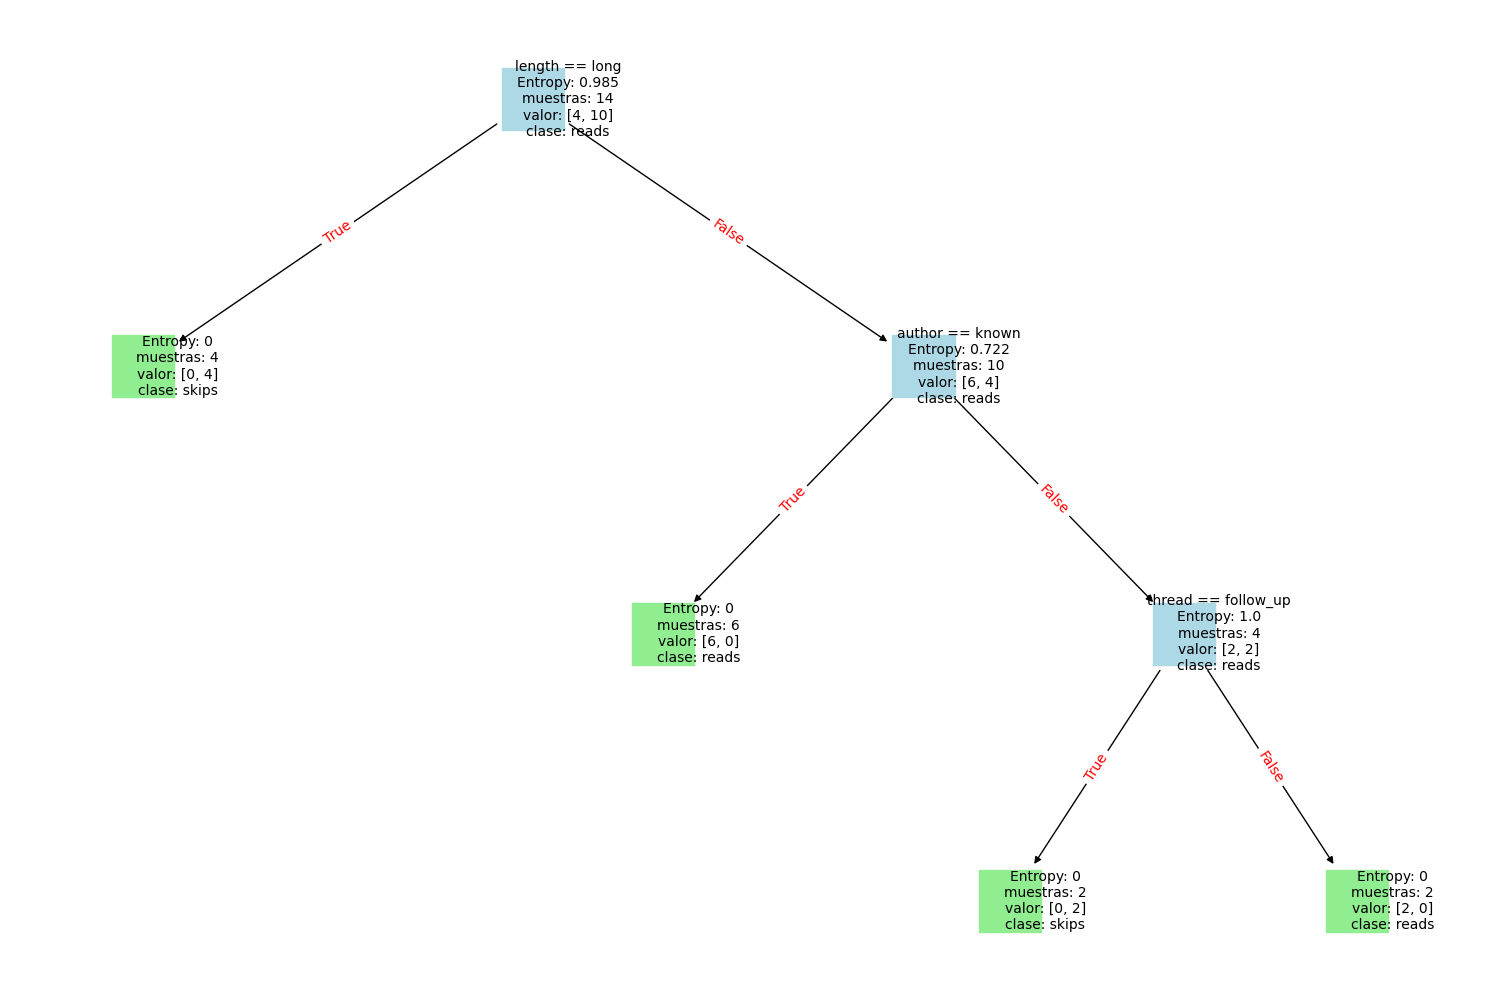 length == long
Entropy: 0.985
muestras: 14
valor: [4, 10]
clase: reads
True
False
Entropy: 0
muestras: 4
valor: [0, 4]
clase: skips
author == known
Entropy: 0.722
muestras: 10
valor: [6, 4]
clase: reads
True
False
Entropy: 0
muestras: 6
valor: [6, 0]
clase: reads
thread == follow_up
Entropy: 1.0
muestras: 4
valor: [2, 2]
clase: reads
True
False
Entropy: 0
muestras: 2
valor: [0, 2]
clase: skips
Entropy: 0
muestras: 2
valor: [2, 0]
clase: reads